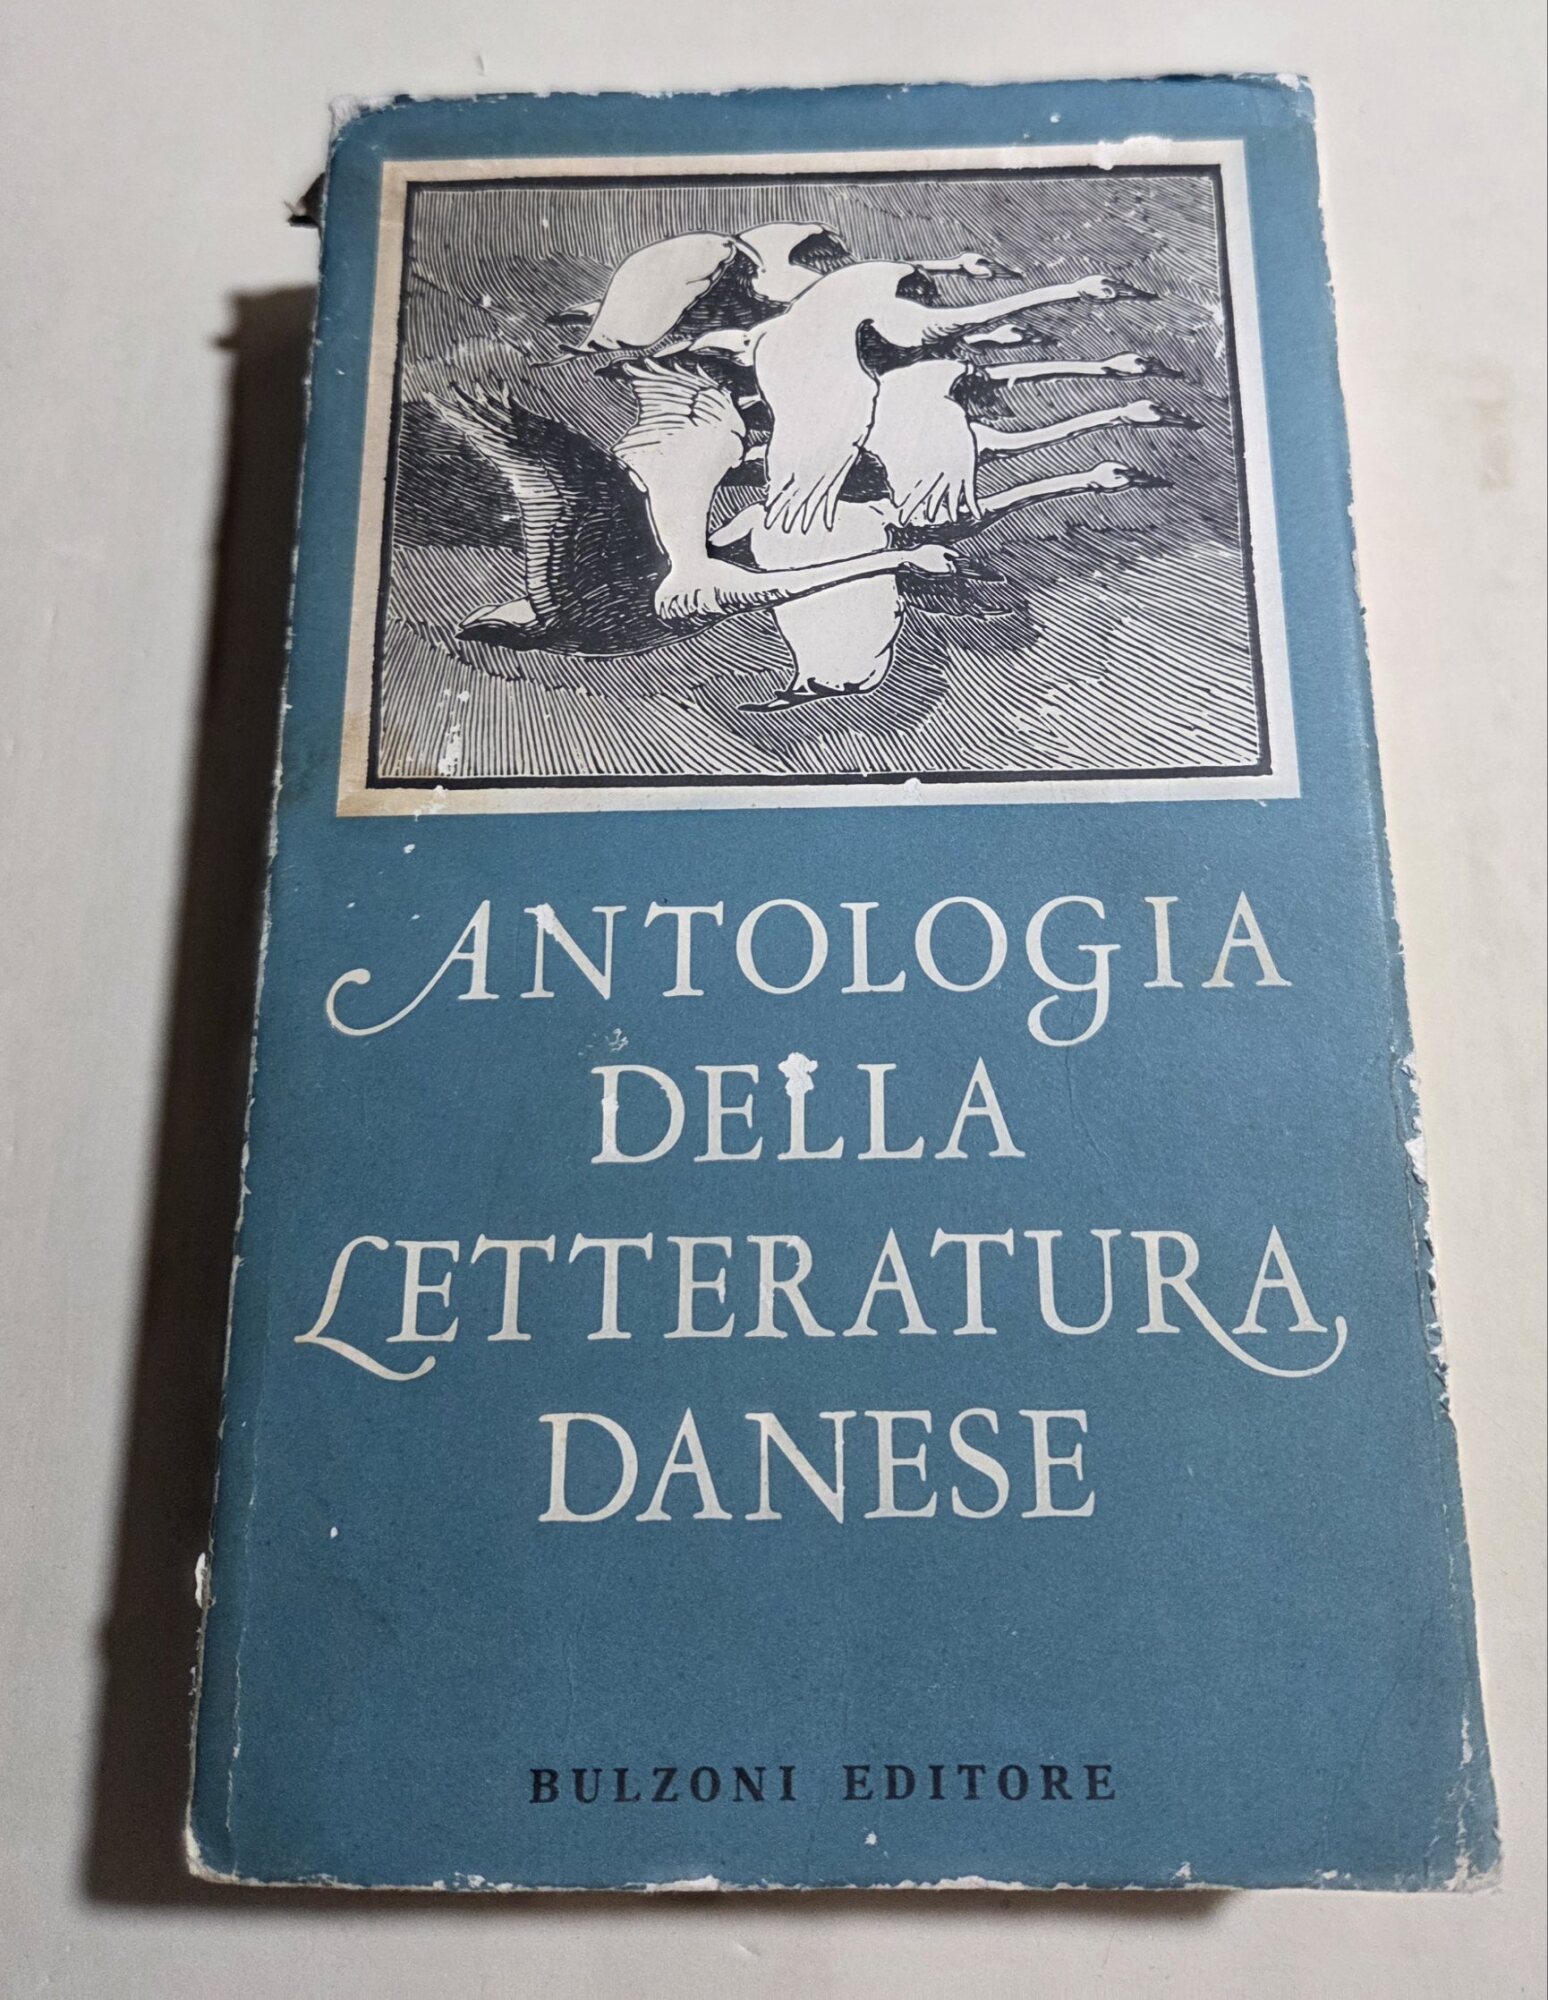 ANTOLOGIA
DELLA
LETTERATURA
DANESE
BULZONI EDITORE